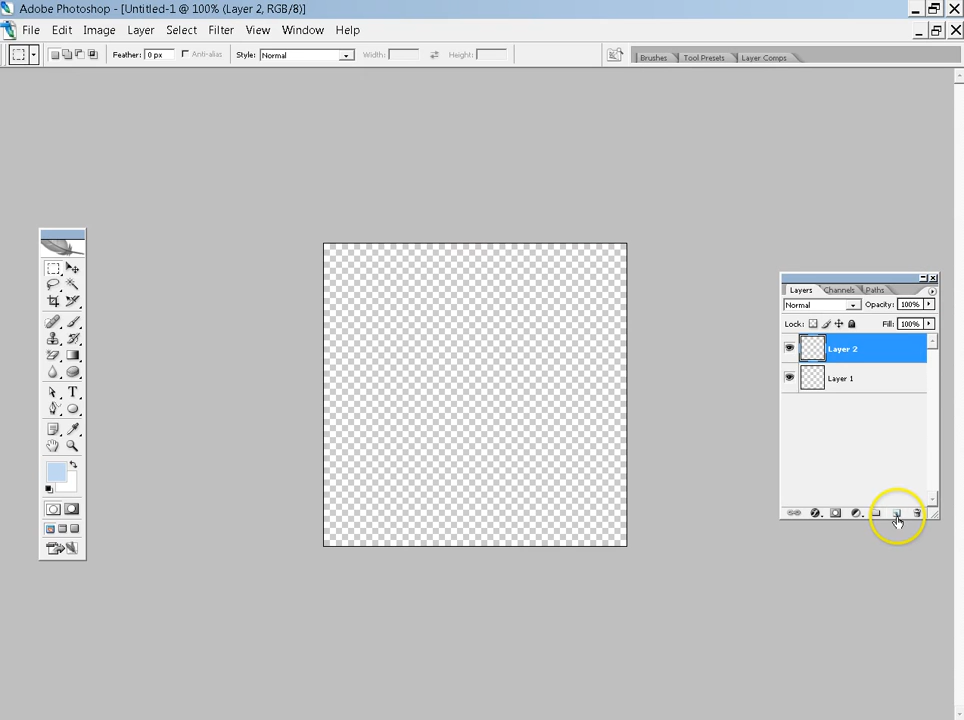 Adobe Photoshop - [Untitled-1 @ 100% (Layer 2, RGB/8)]
File Edit Image Layer Select Filter View Window Help
Feather: 0 px Anti-alias Style: Normal Width: Height: Brushes Tool Presets Layer Comps
Layers Channels Paths
Normal Opacity: 100%
Lock: Fill: 100%
Layer 2
Layer 1
T